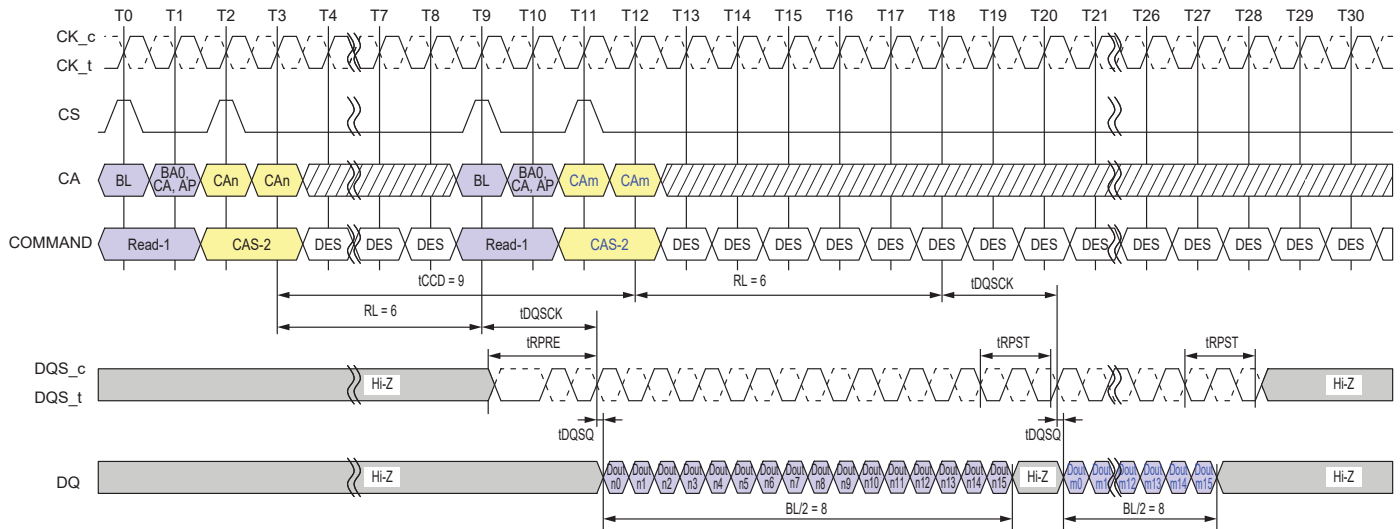 T0 T1 T2 T3 T4 T7 T8 T9 T10 T11 T12 T13 T14 T15 T16 T17 T18 T19 T20 T21 T26 T27 T28 T29 T30
CK_c
CK_t
CS
CA BL BA0, CA, AP CAn CAn BL BA0, CA, AP CAm CAm
COMMAND Read-1 CAS-2 DES DES DES Read-1 CAS-2 DES DES DES DES DES DES DES DES DES DES DES DES DES DES
tCCD = 9 RL = 6 tDQSCK
RL = 6 tDQSCK
tRPRE tRPST tRPST
DQS_c
DQS_t
Hi-Z Hi-Z
tDQSQ tDQSQ
DQ Hi-Z Dout n0 Dout n1 Dout n2 Dout n3 Dout n4 Dout n5 Dout n6 Dout n7 Dout n8 Dout n9 Dout n10 Dout n11 Dout n12 Dout n13 Dout n14 Dout n15 Hi-Z Dout m0 Dout m1 Dout m12 Dout m13 Dout m14 Dout m15 Hi-Z
BL/2 = 8 BL/2 = 8